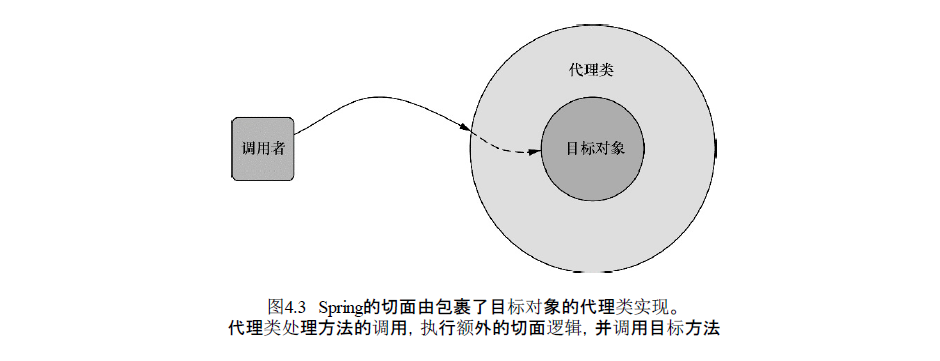 代理类
调用者
目标对象
图4.3 Spring的切面由包裹了目标对象的代理类实现。
代理类处理方法的调用，执行额外的切面逻辑，并调用目标方法